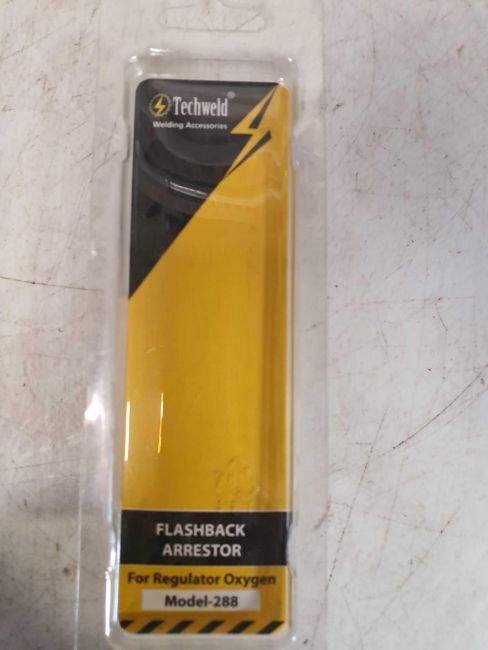 Techweld®
Welding Accessories
FLASHBACK
ARRESTOR
For Regulator Oxygen
Model-288